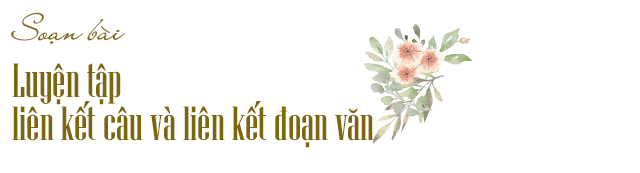 Soạn bài
Luyện tập
liên kết câu và liên kết đoạn văn